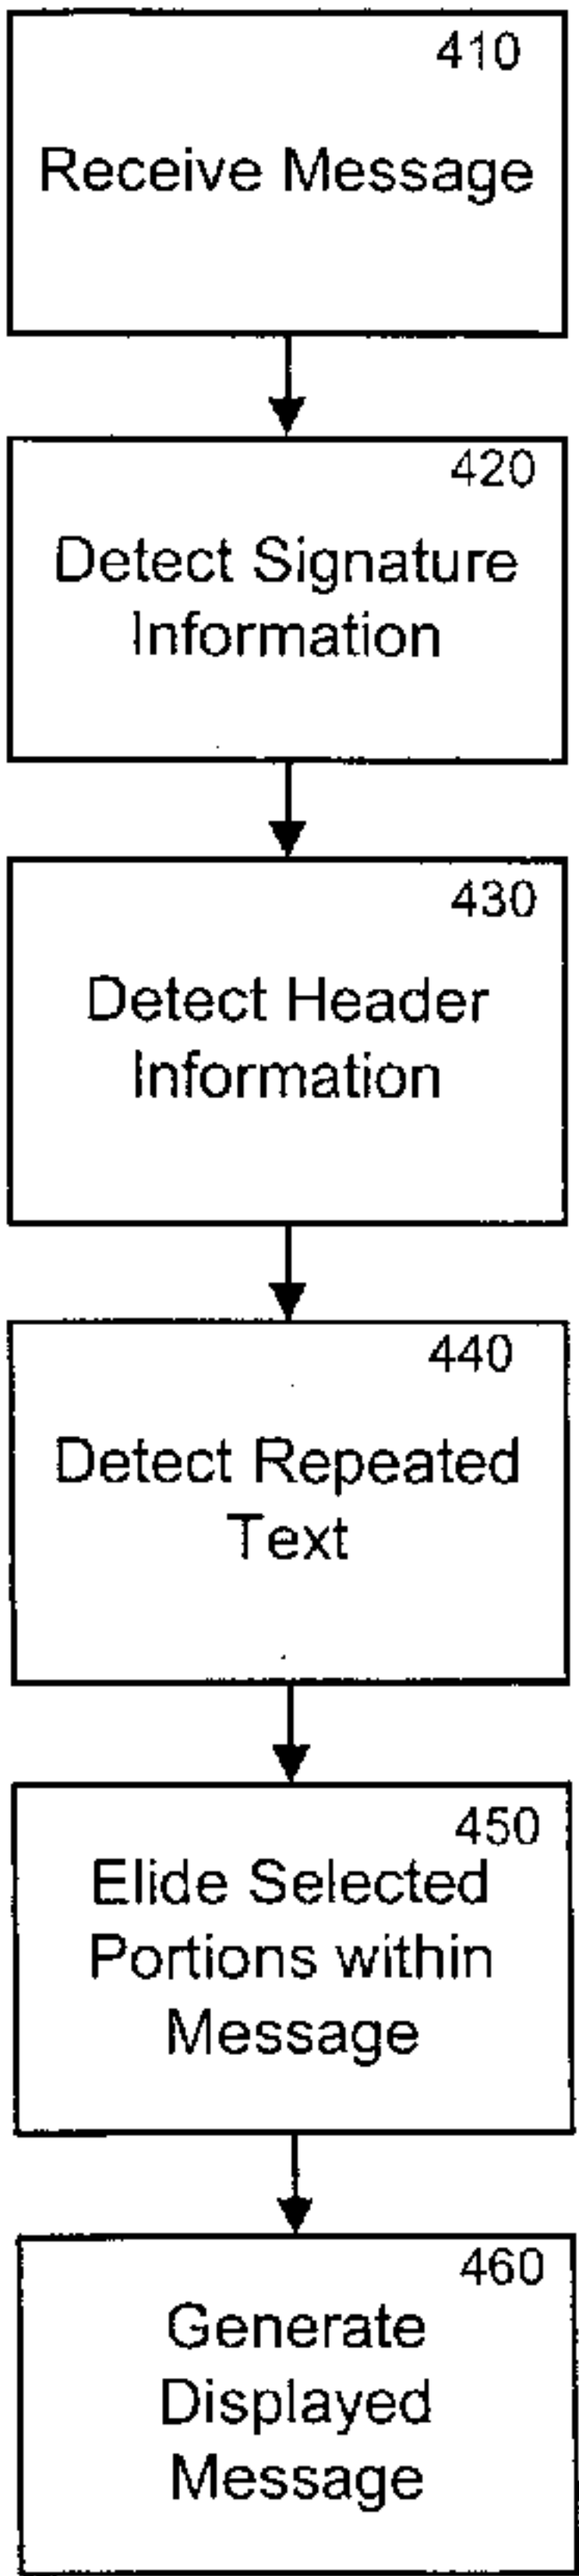 410
Receive Message
420
Detect Signature
Information
430
Detect Header
Information
440
Detect Repeated
Text
450
Elide Selected
Portions within
Message
460
Generate
Displayed
Message